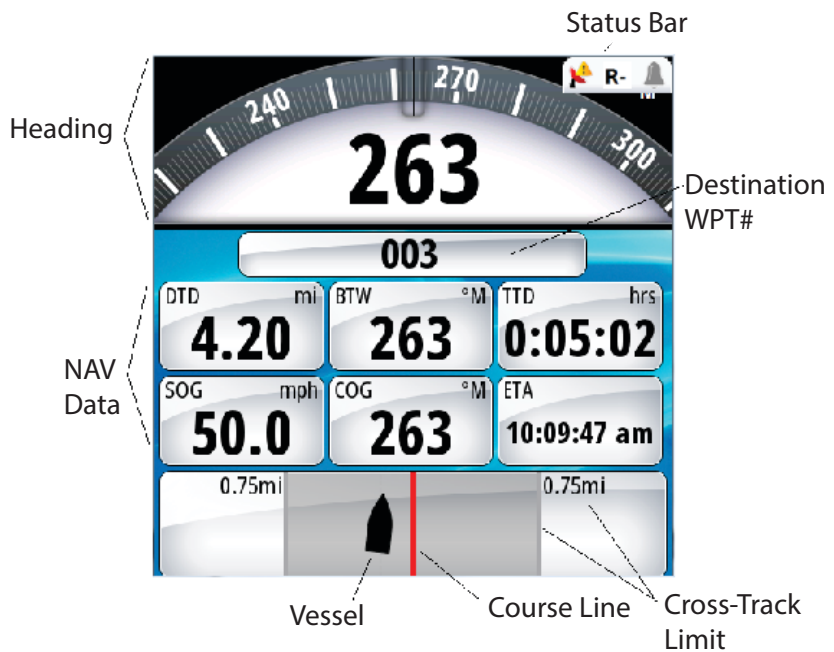 Status Bar
R-
M
240
270
300
Heading
263
Destination
WPT#
003
DTD mi
4.20
BTW °M
263
TTD hrs
0:05:02
NAV
Data
SOG mph
50.0
COG °M
263
ETA
10:09:47 am
0.75mi
0.75mi
Vessel
Course Line
Cross-Track
Limit